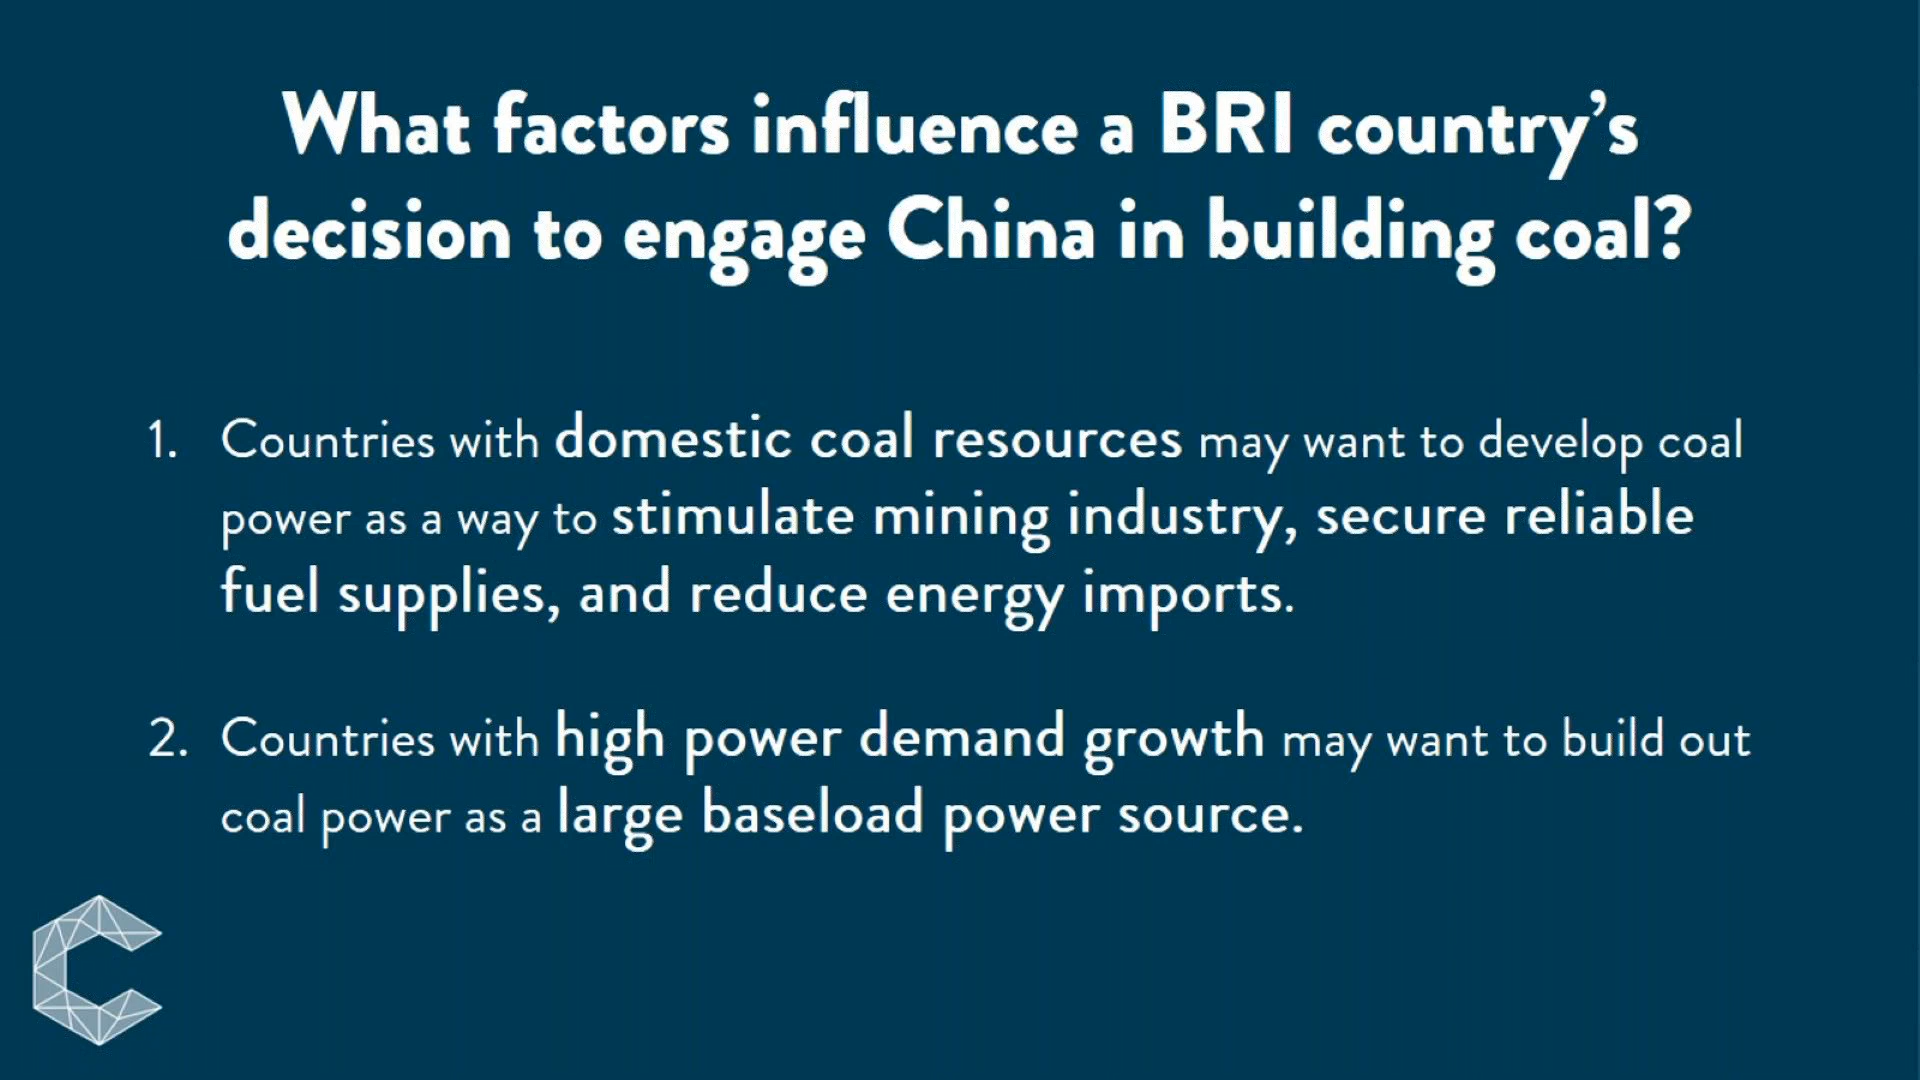 What factors influence a BRI country’s
decision to engage China in building coal?
1. Countries with domestic coal resources may want to develop coal
power as a way to stimulate mining industry, secure reliable
fuel supplies, and reduce energy imports.
2. Countries with high power demand growth may want to build out
coal power as a large baseload power source.